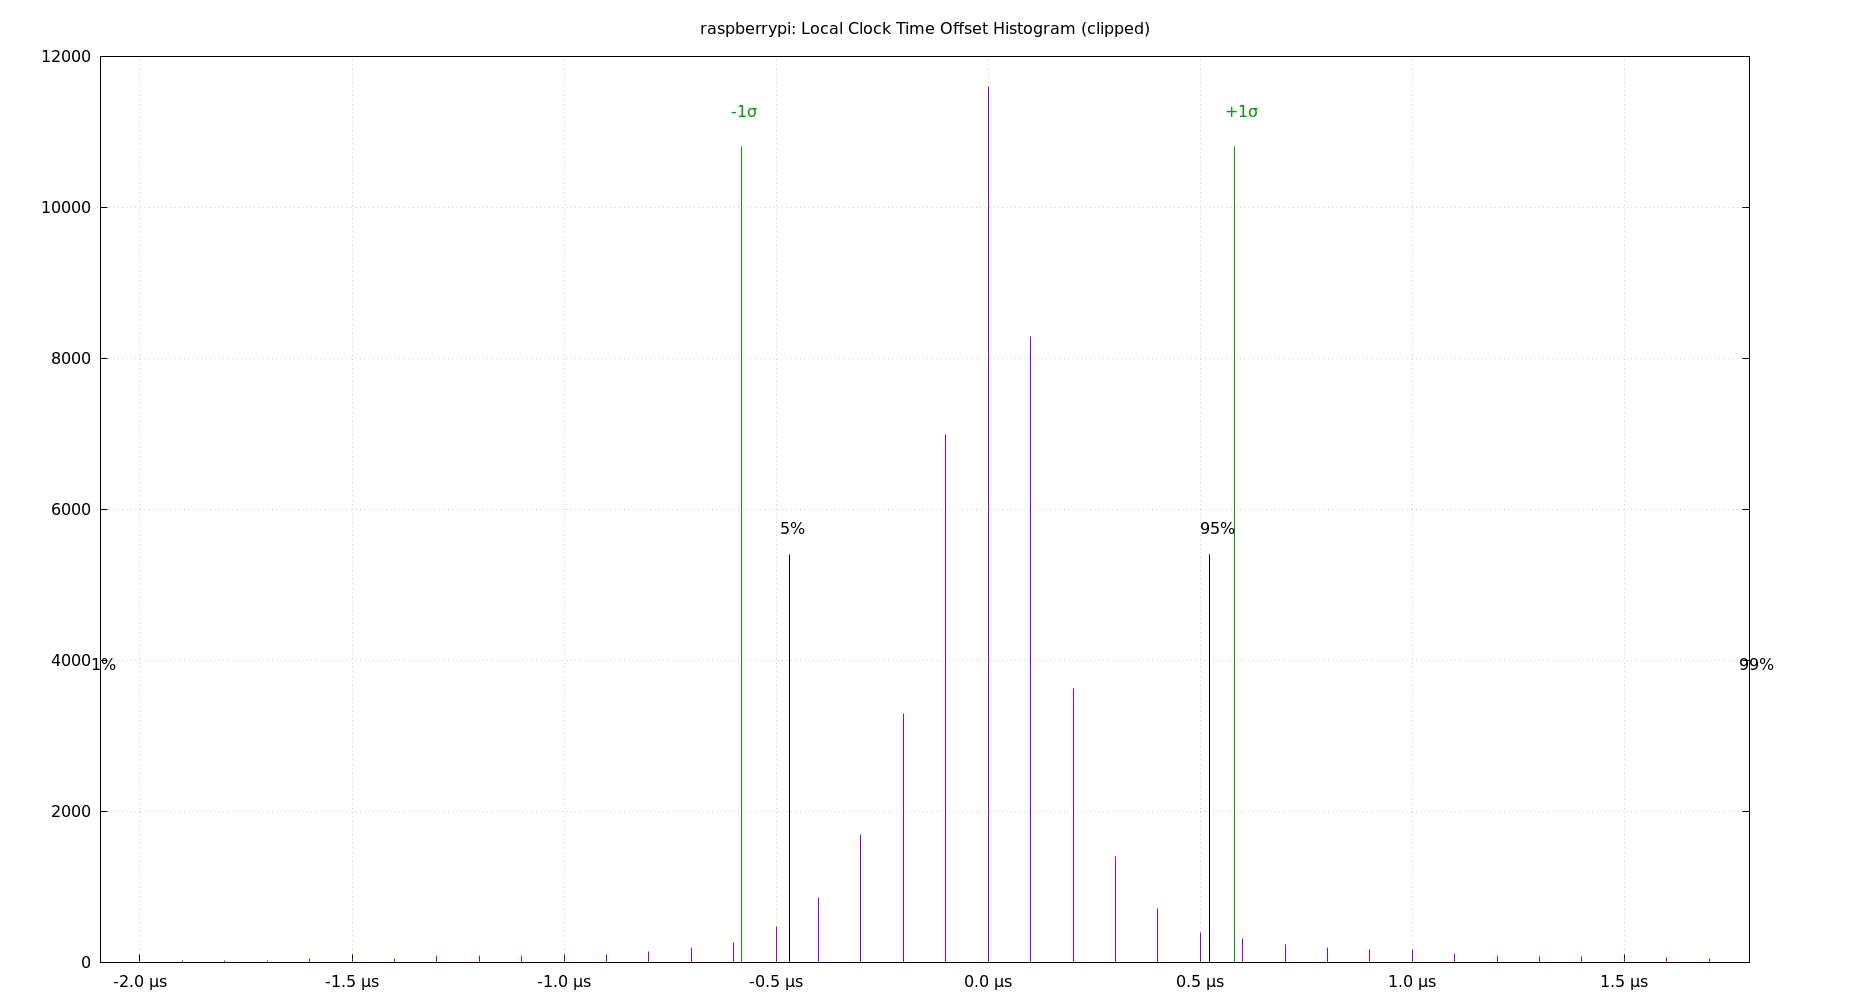 raspberrypi: Local Clock Time Offset Histogram (clipped)
12000
-1σ +1σ
10000
8000
6000
5% 95%
4000 1% 99%
2000
0
-2.0 µs -1.5 µs -1.0 µs -0.5 µs 0.0 µs 0.5 µs 1.0 µs 1.5 µs